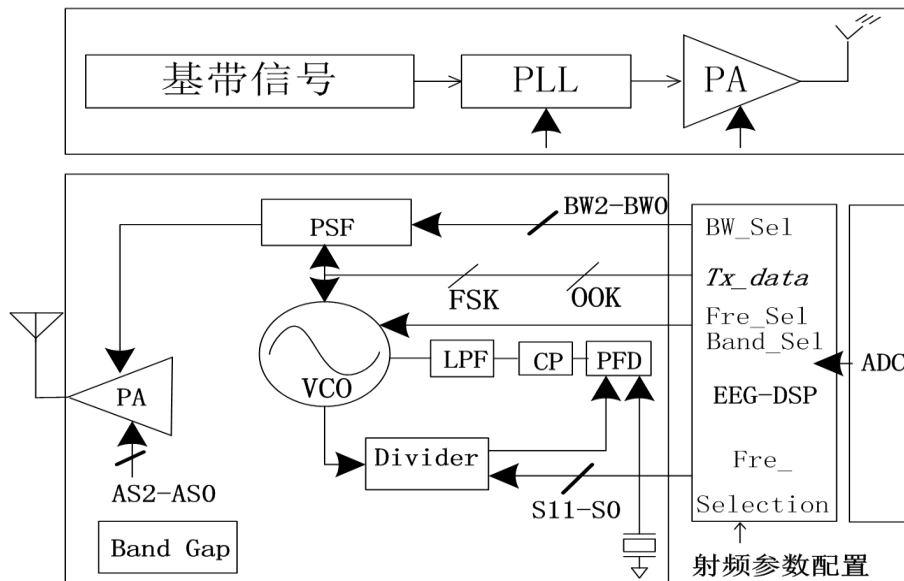 基带信号
PLL
PA
PSF
BW2-BW0
BW_Sel
Tx_data
FSK
OOK
Fre_Sel
Band_Sel
LPF
CP
PFD
VCO
ADC
EEG-DSP
PA
Divider
Fre_
Selection
AS2-AS0
S11-S0
Band Gap
射频参数配置